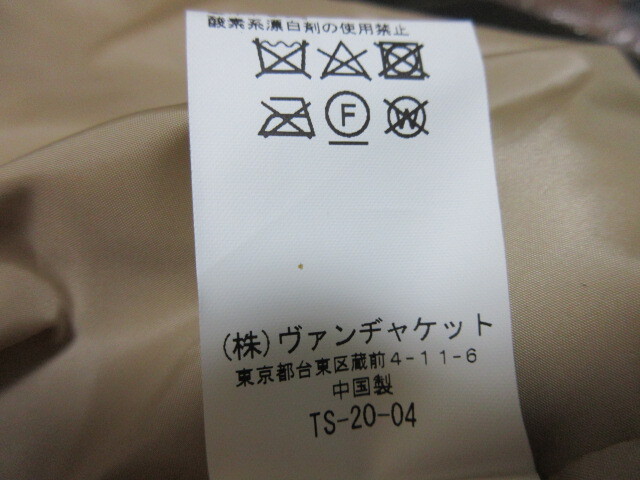 酸素系漂白剤の使用禁止
F
W
(株)ヴァンヂャケット
東京都台東区蔵前4-11-6
中国製
TS-20-04